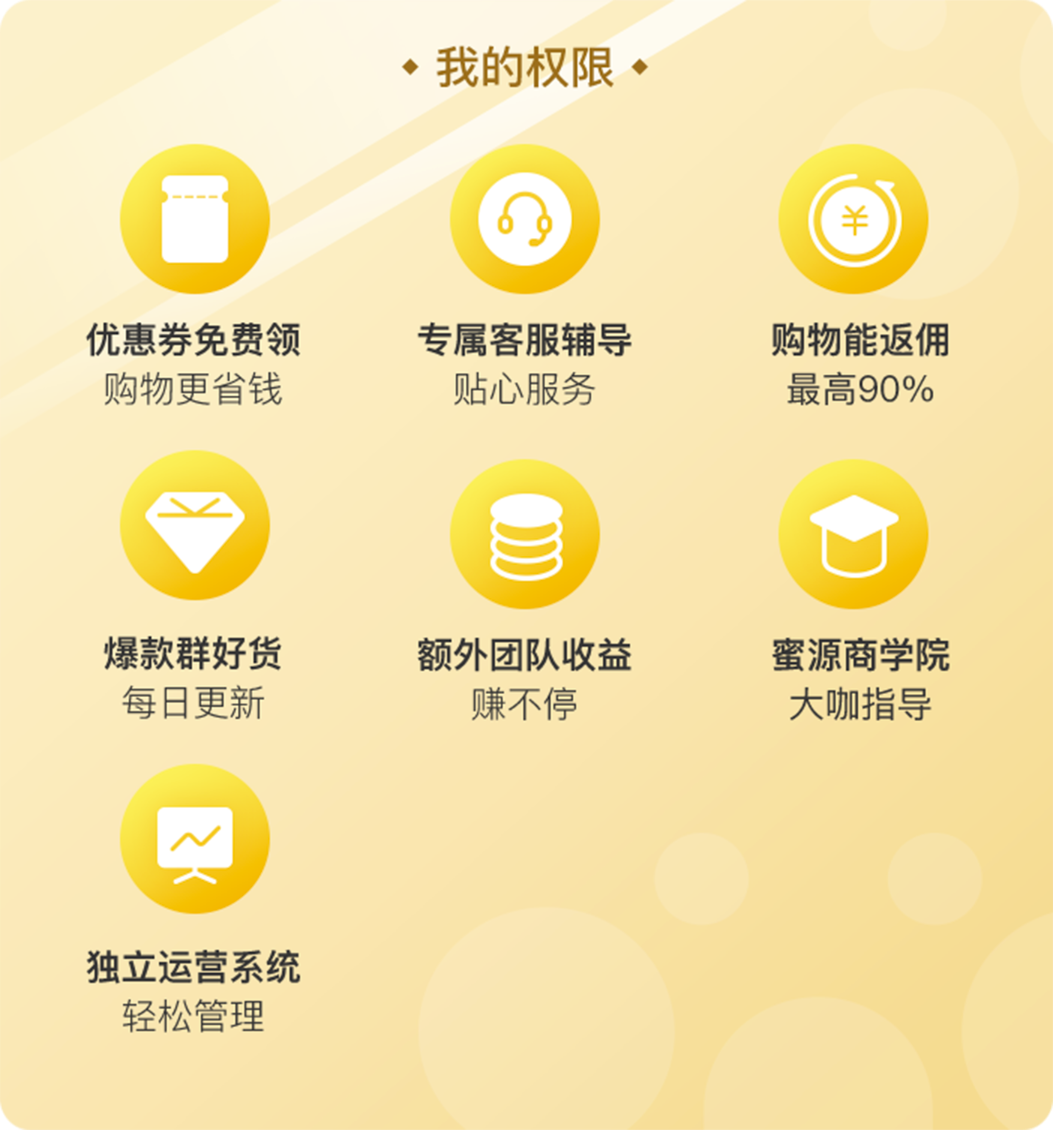 我的权限
优惠券免费领
购物更省钱
专属客服辅导
贴心服务
¥
购物能返佣
最高90%
爆款群好货
每日更新
额外团队收益
赚不停
蜜源商学院
大咖指导
独立运营系统
轻松管理